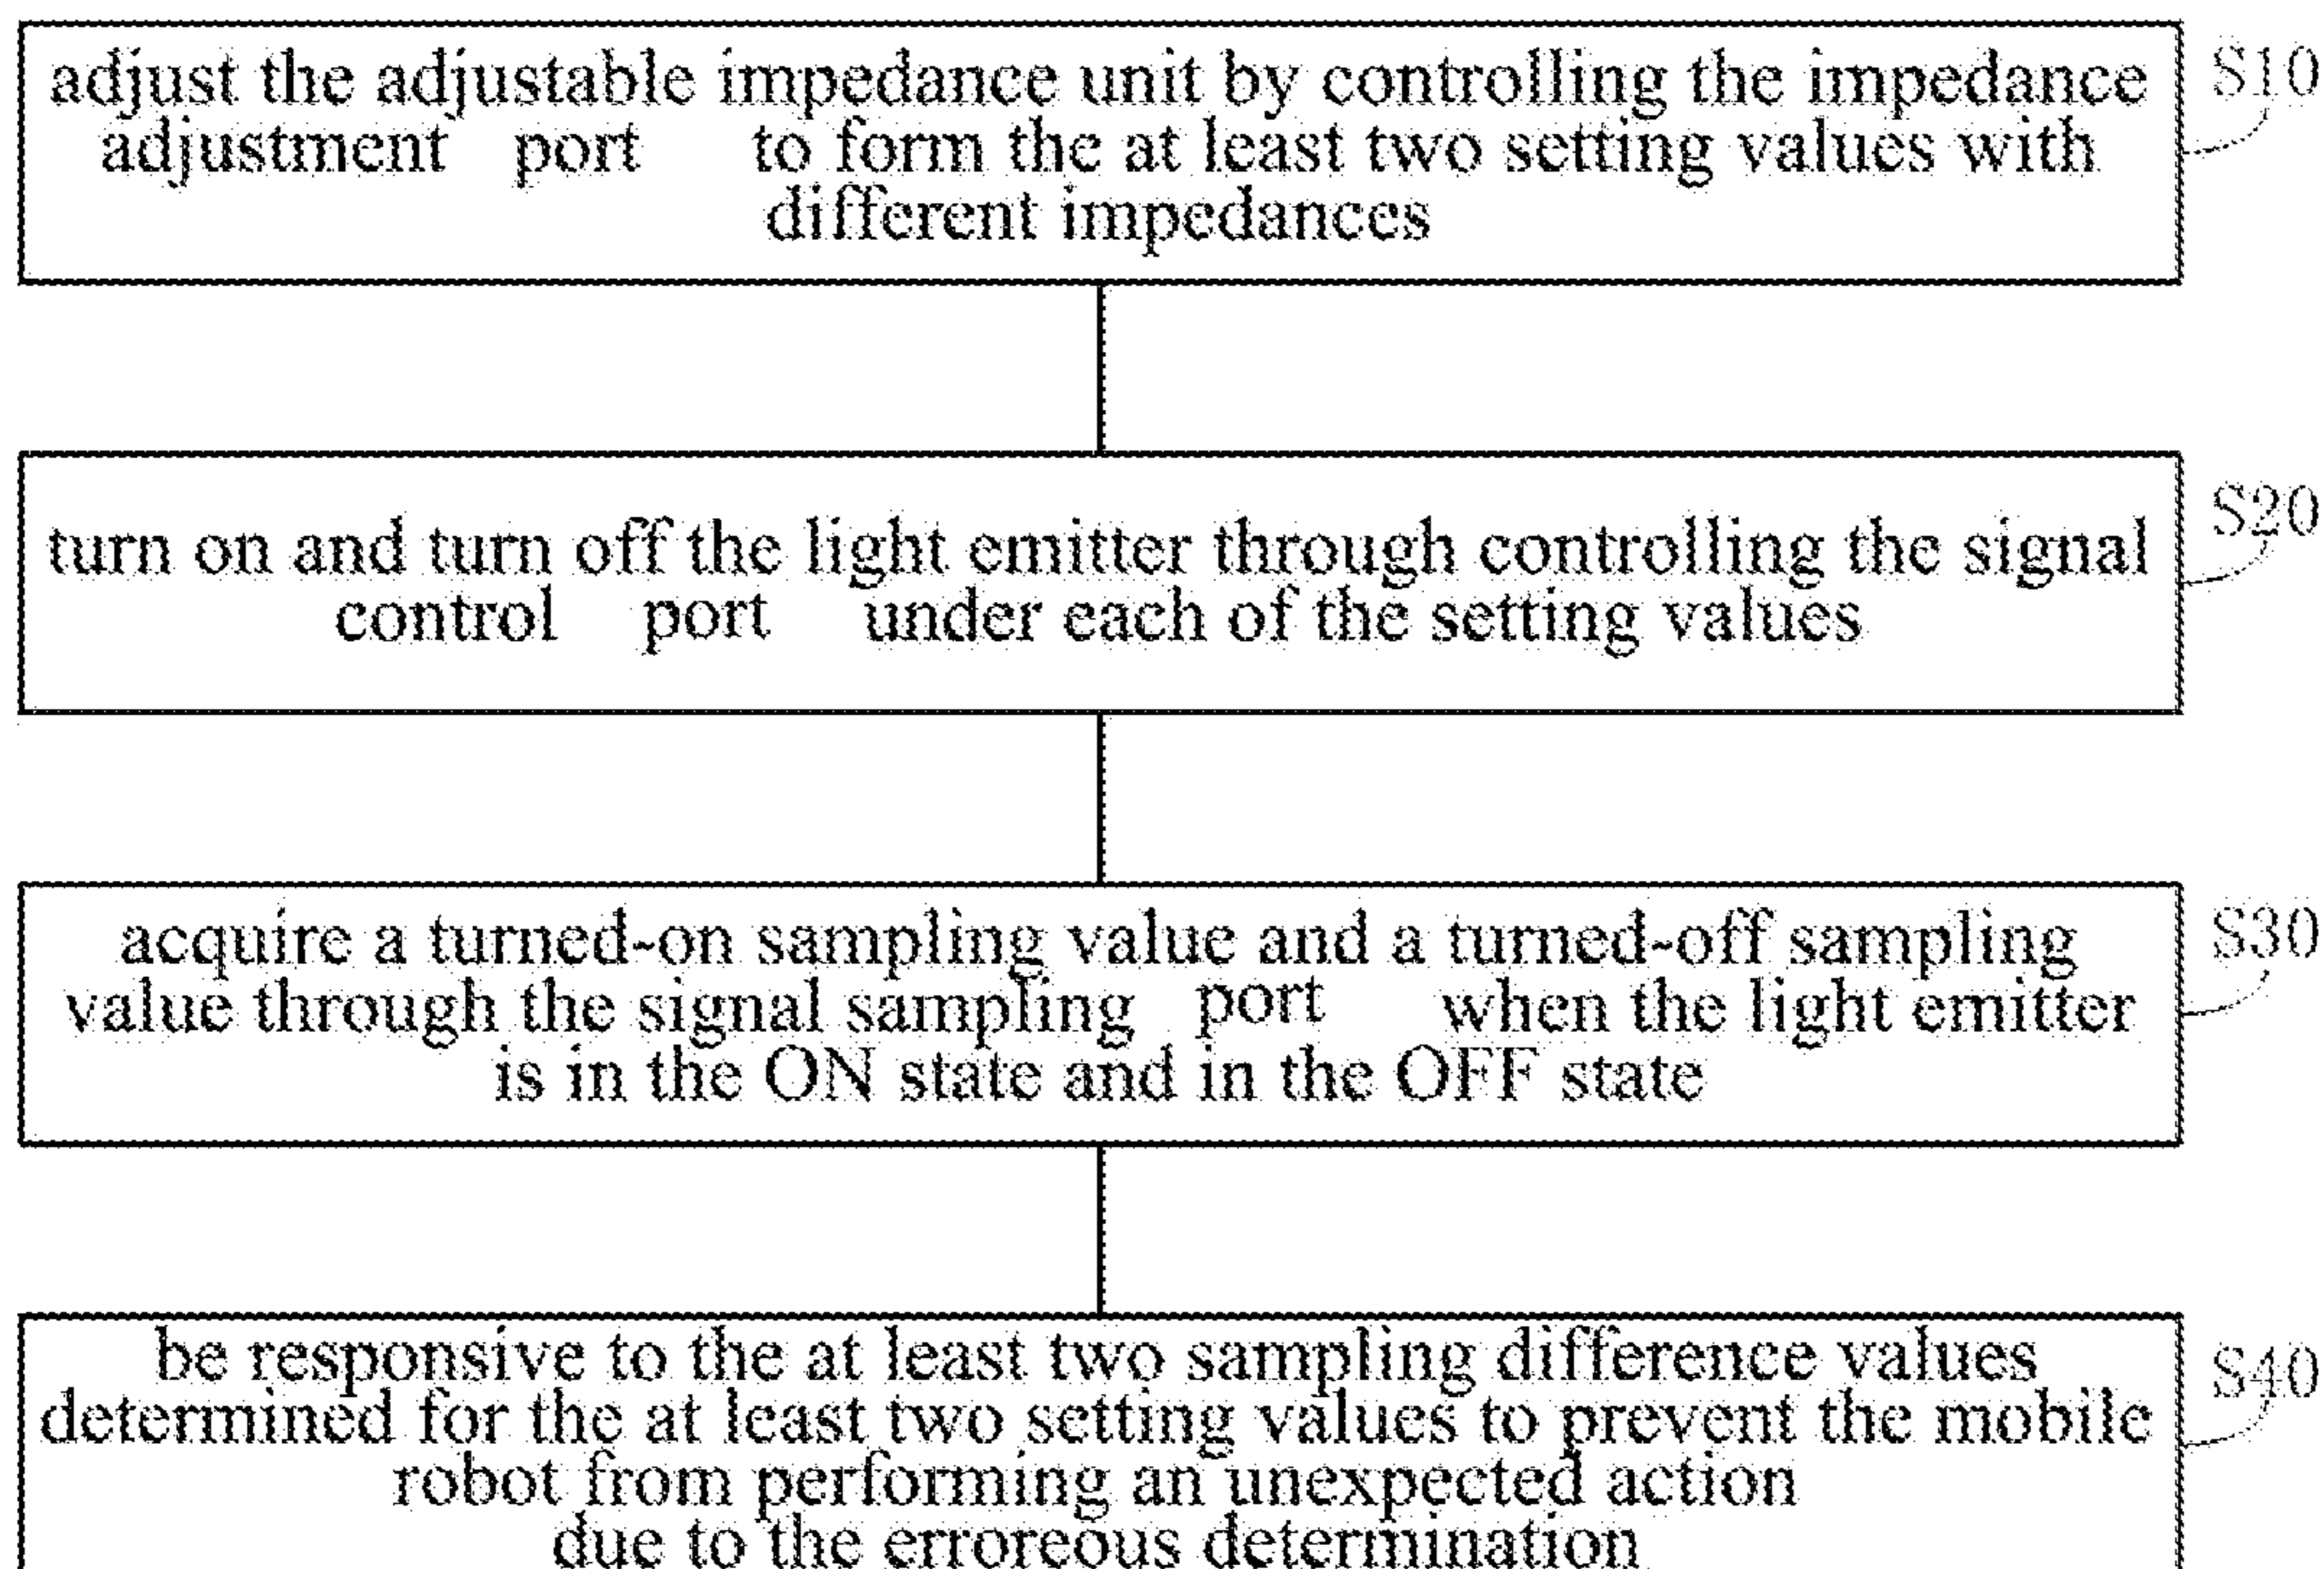 adjust the adjustable impedance unit by controlling the impedance
adjustment port to form the at least two setting values with
different impedances
S10
turn on and turn off the light emitter through controlling the signal
control port under each of the setting values
S20
acquire a turned-on sampling value and a turned-off sampling
value through the signal sampling port when the light emitter
is in the ON state and in the OFF state
S30
be responsive to the at least two sampling difference values
determined for the at least two setting values to prevent the mobile
robot from performing an unexpected action
due to the erroreous determination
S40